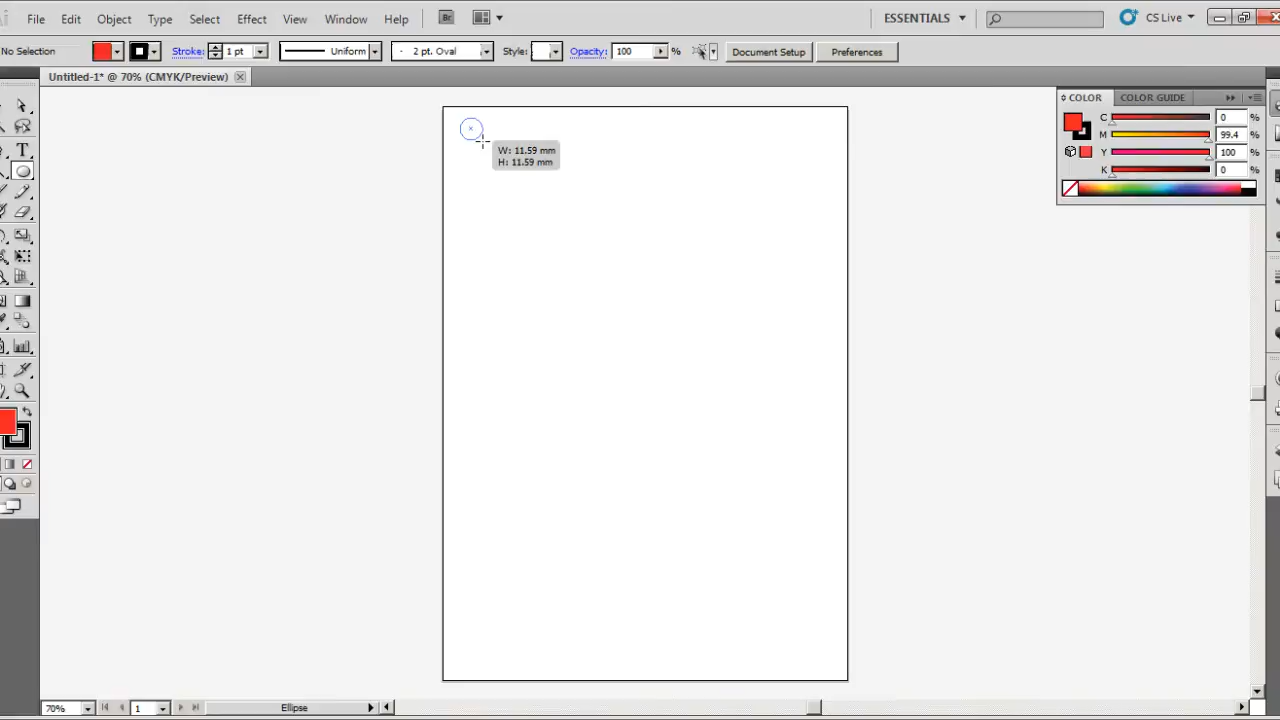 File Edit Object Type Select Effect View Window Help Br ESSENTIALS CS Live
No Selection Stroke: 1 pt Uniform 2 pt. Oval Style: Opacity: 100 % Document Setup Preferences
Untitled-1* @ 70% (CMYK/Preview)
COLOR COLOR GUIDE
C 0 %
M 99.4 %
Y 100 %
K 0 %
T
W: 11.59 mm
H: 11.59 mm
70% 1 Ellipse